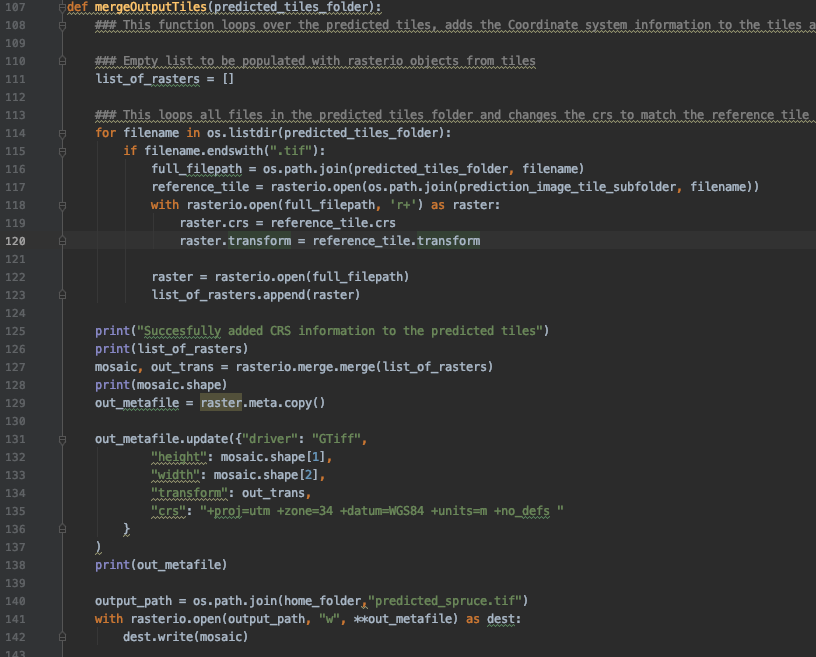 107 def mergeOutputTiles(predicted_tiles_folder):
108     ### This function loops over the predicted tiles, adds the Coordinate system information to the tiles a
109
110     ### Empty list to be populated with rasterio objects from tiles
111     list_of_rasters = []
112
113     ### This loops all files in the predicted tiles folder and changes the crs to match the reference tile
114     for filename in os.listdir(predicted_tiles_folder):
115         if filename.endswith(".tif"):
116             full_filepath = os.path.join(predicted_tiles_folder, filename)
117             reference_tile = rasterio.open(os.path.join(prediction_image_tile_subfolder, filename))
118             with rasterio.open(full_filepath, 'r+') as raster:
119                 raster.crs = reference_tile.crs
120                 raster.transform = reference_tile.transform
121
122             raster = rasterio.open(full_filepath)
123             list_of_rasters.append(raster)
124
125     print("Succesfully added CRS information to the predicted tiles")
126     print(list_of_rasters)
127     mosaic, out_trans = rasterio.merge.merge(list_of_rasters)
128     print(mosaic.shape)
129     out_metafile = raster.meta.copy()
130
131     out_metafile.update({"driver": "GTiff",
132             "height": mosaic.shape[1],
133             "width": mosaic.shape[2],
134             "transform": out_trans,
135             "crs": "+proj=utm +zone=34 +datum=WGS84 +units=m +no_defs "
136         }
137     )
138     print(out_metafile)
139
140     output_path = os.path.join(home_folder,"predicted_spruce.tif")
141     with rasterio.open(output_path, "w", **out_metafile) as dest:
142         dest.write(mosaic)
143